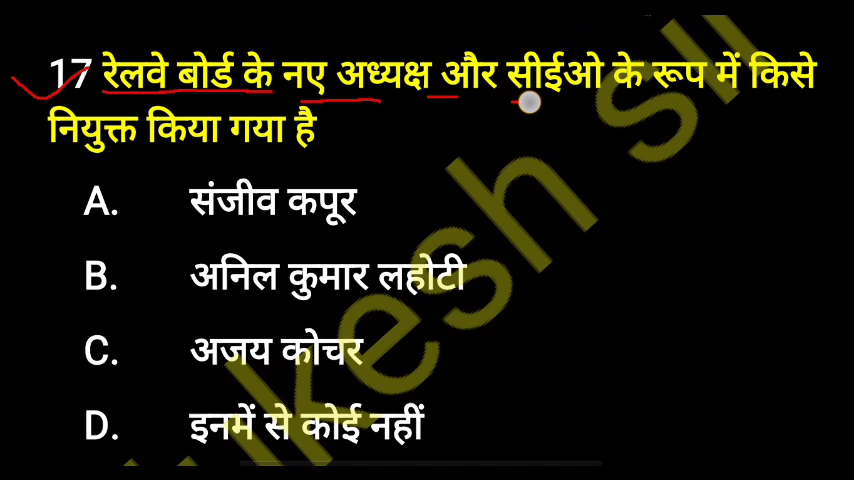 17 रेलवे बोर्ड के नए अध्यक्ष और सीईओ के रूप में किसे
नियुक्त किया गया है
A. संजीव कपूर
B. अनिल कुमार लहोटी
C. अजय कोचर
D. इनमें से कोई नहीं